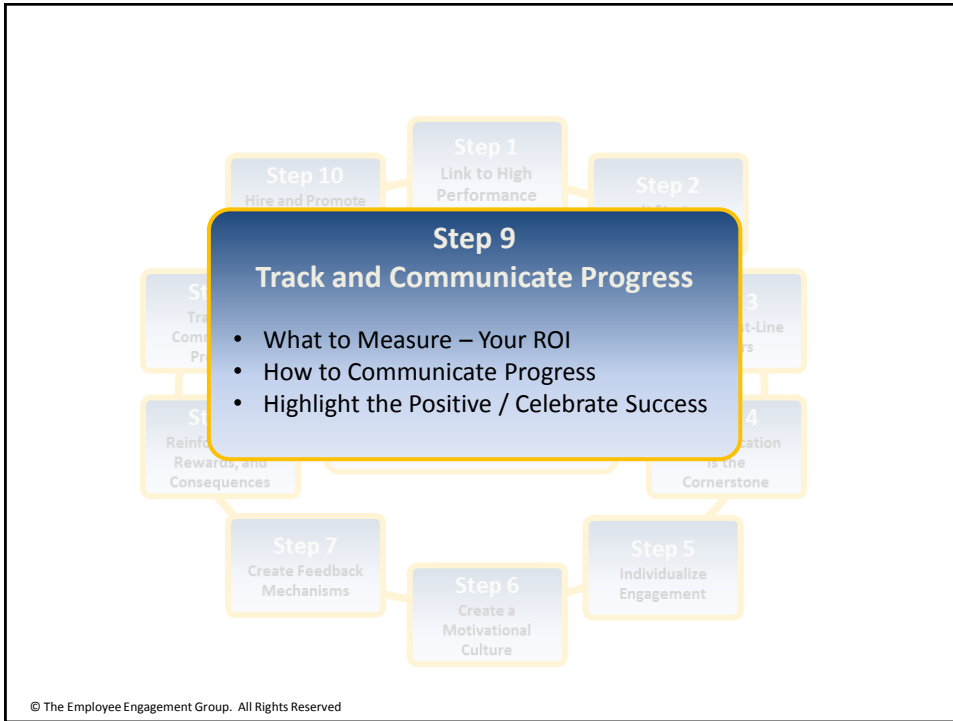 Step 1
Link to High
Performance
Step 10
Hire and Promote
Step 2
Step 9
Track and Communicate Progress
• What to Measure – Your ROI
• How to Communicate Progress
• Highlight the Positive / Celebrate Success
3
4
is the
Cornerstone
Rewards, and
Consequences
Step 7
Create Feedback
Mechanisms
Step 5
Individualize
Engagement
Step 6
Create a
Motivational
Culture
© The Employee Engagement Group. All Rights Reserved